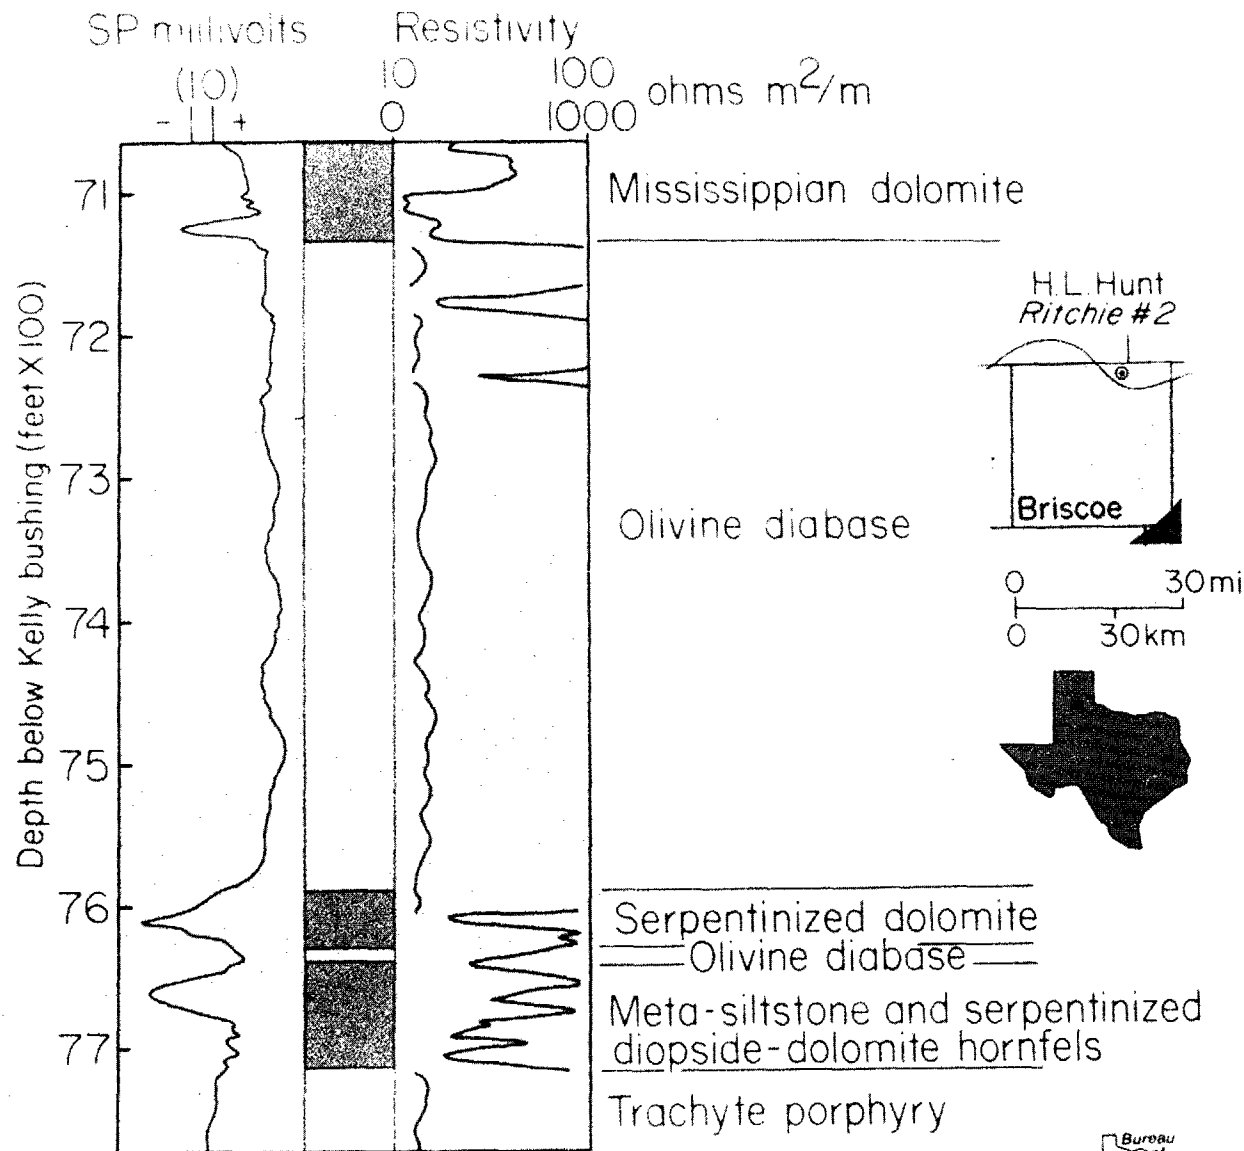 SP millivolts Resistivity
(10) 10 100
- + 0 1000 ohms m²/m
Depth below Kelly bushing (feet X 100)
71
72
73
74
75
76
77
Mississippian dolomite
Olivine diabase
Serpentinized dolomite
Olivine diabase
Meta-siltstone and serpentinized
diopside-dolomite hornfels
Trachyte porphyry
H.L. Hunt
Ritchie #2
Briscoe
0 30 mi
0 30 km
Bureau